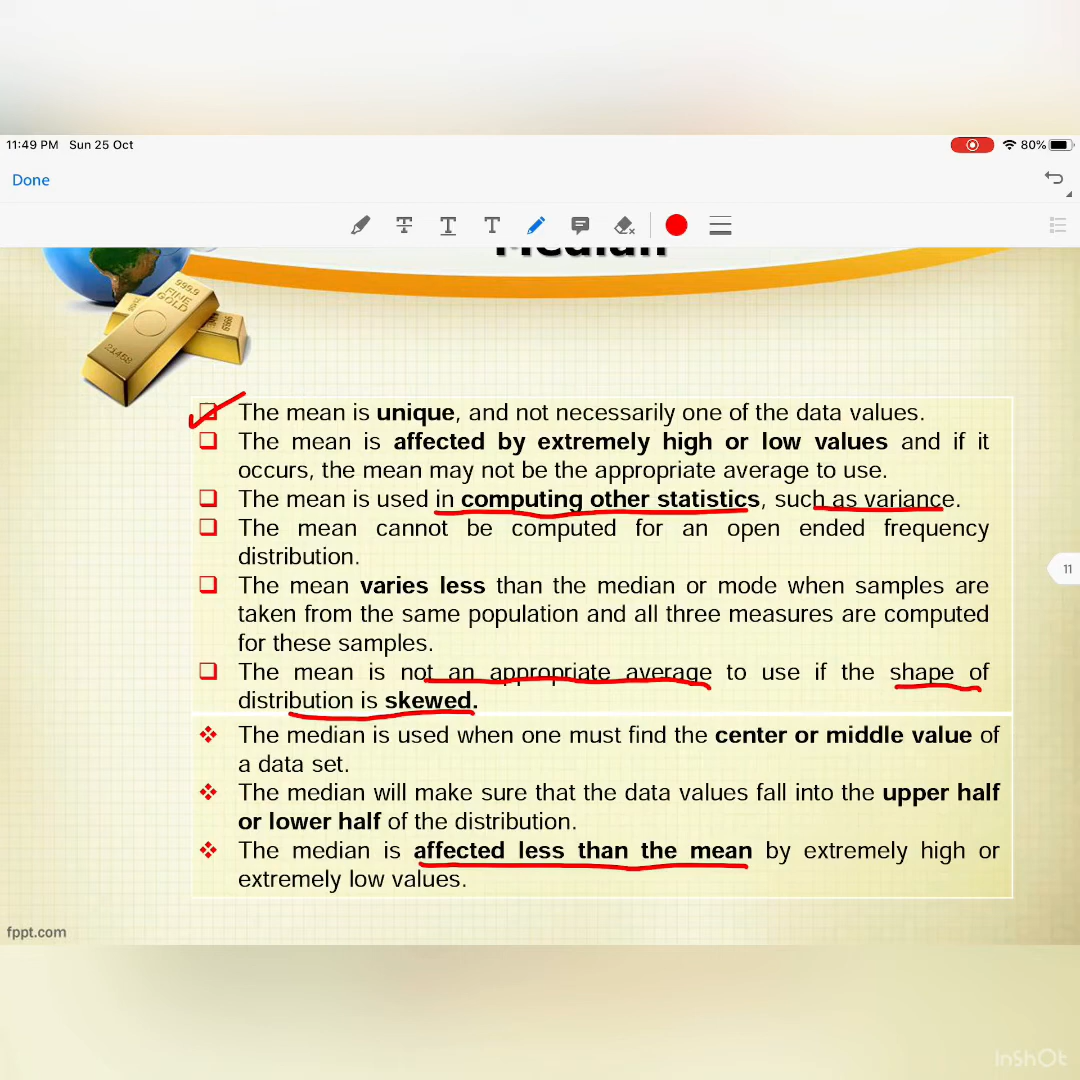 11:49 PM Sun 25 Oct
80%
Done
Median
999.9
FINE
GOLD
The mean is unique, and not necessarily one of the data values.
The mean is affected by extremely high or low values and if it
occurs, the mean may not be the appropriate average to use.
The mean is used in computing other statistics, such as variance.
The mean cannot be computed for an open ended frequency
distribution.
11
The mean varies less than the median or mode when samples are
taken from the same population and all three measures are computed
for these samples.
The mean is not an appropriate average to use if the shape of
distribution is skewed.
The median is used when one must find the center or middle value of
a data set.
The median will make sure that the data values fall into the upper half
or lower half of the distribution.
The median is affected less than the mean by extremely high or
extremely low values.
fppt.com
InShOt